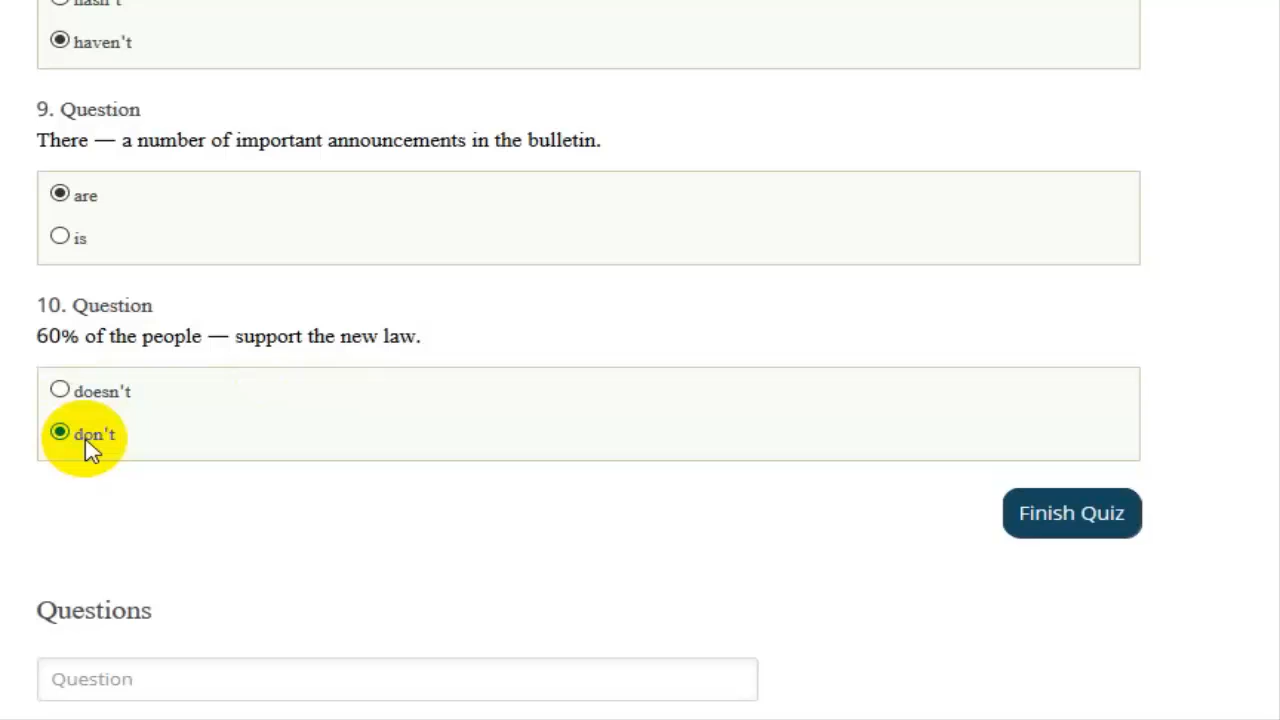 hasn't
haven't
9. Question
There — a number of important announcements in the bulletin.
are
is
10. Question
60% of the people — support the new law.
doesn't
don't
Finish Quiz
Questions
Question